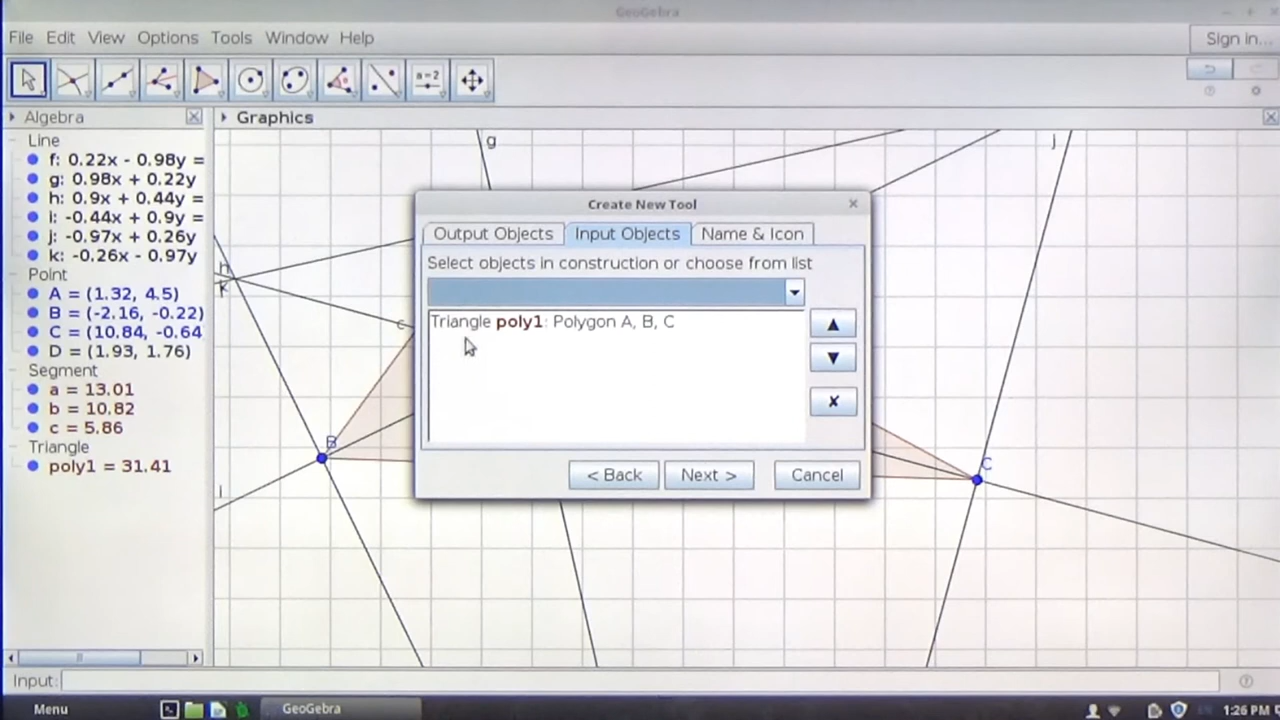 GeoGebra
File Edit View Options Tools Window Help
Sign in...
a=2
Algebra
Graphics
Line
f: 0.22x - 0.98y =
g: 0.98x + 0.22y
h: 0.9x + 0.44y =
i: -0.44x + 0.9y =
j: -0.97x + 0.26y
k: -0.26x - 0.97y
Point
A = (1.32, 4.5)
B = (-2.16, -0.22)
C = (10.84, -0.64
D = (1.93, 1.76)
Segment
a = 13.01
b = 10.82
c = 5.86
Triangle
poly1 = 31.41
g
j
h
c
B
i
C
Create New Tool
Output Objects Input Objects Name & Icon
Select objects in construction or choose from list
Triangle poly1: Polygon A, B, C
< Back Next > Cancel
Input:
Menu GeoGebra 1:26 PM